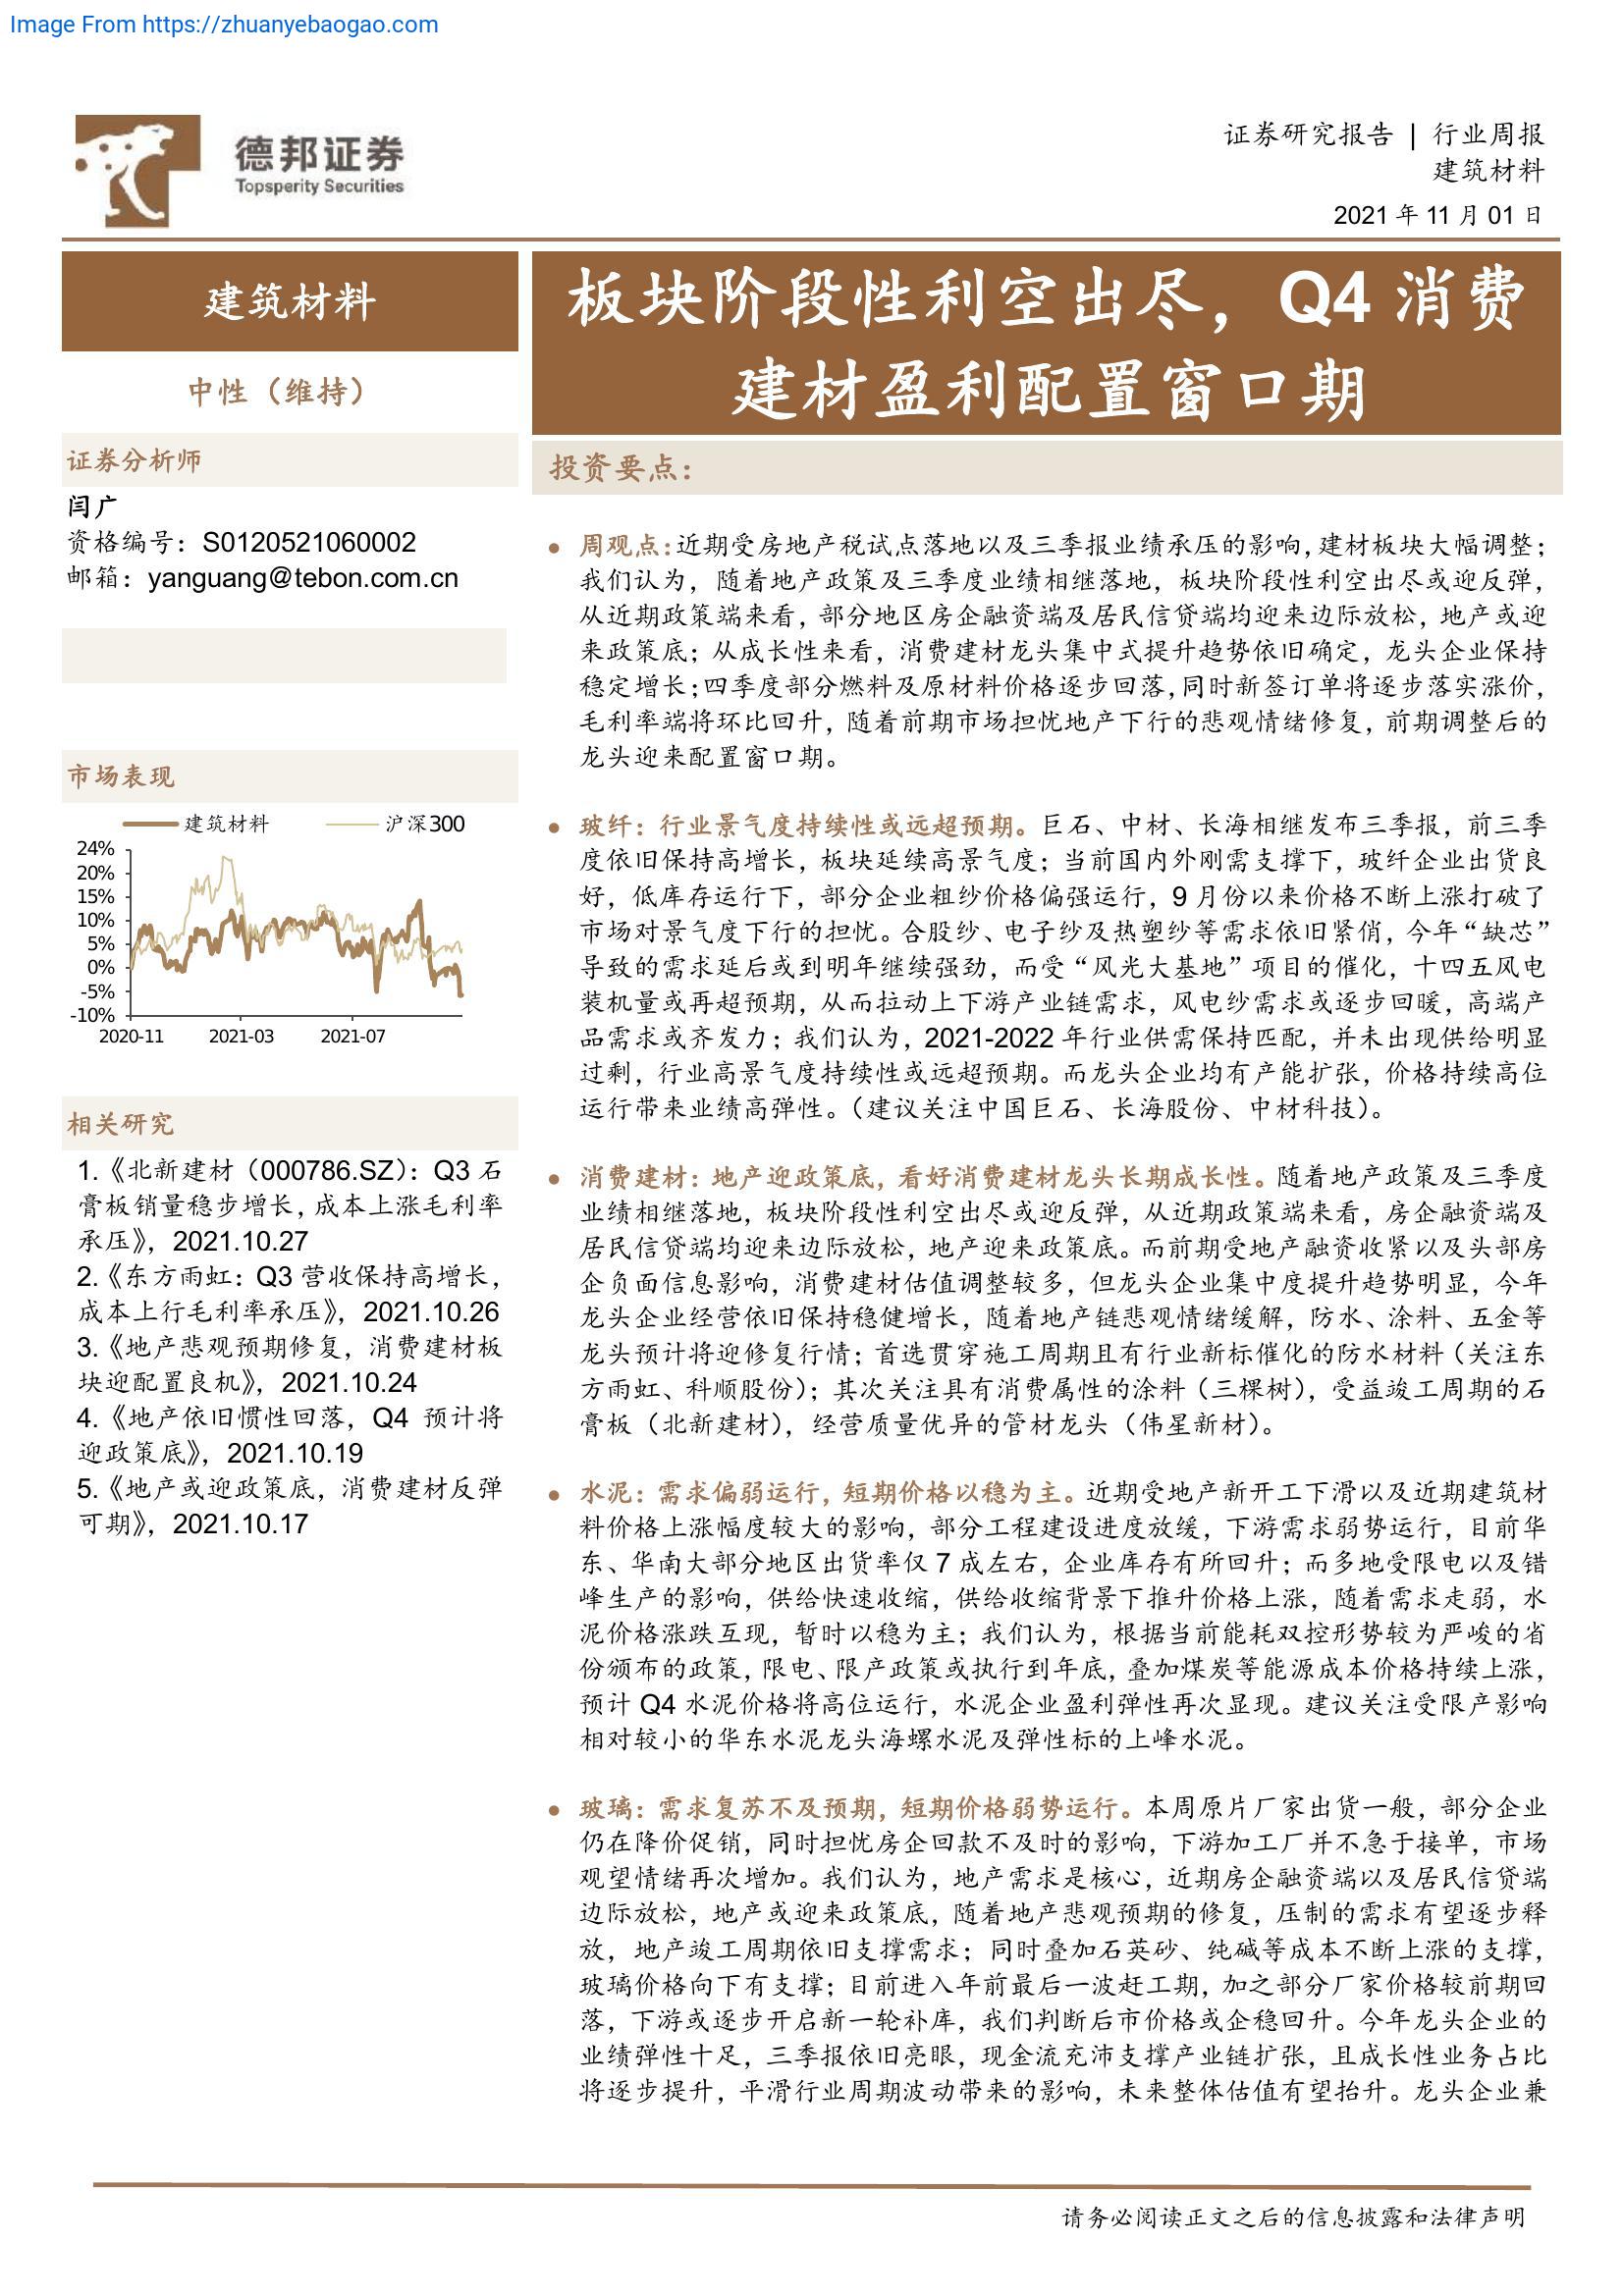 Image From https://zhuanyebaogao.com
德邦证券
Topsperity Securities
证券研究报告 | 行业周报
建筑材料
2021 年 11 月 01 日
建筑材料
中性（维持）
证券分析师
闫广
资格编号：S0120521060002
邮箱：yanguang@tebon.com.cn
市场表现
建筑材料 沪深300
24%
20%
15%
10%
5%
0%
-5%
-10%
2020-11 2021-03 2021-07
相关研究
1.《北新建材（000786.SZ）：Q3 石
膏板销量稳步增长，成本上涨毛利率
承压》，2021.10.27
2.《东方雨虹：Q3 营收保持高增长，
成本上行毛利率承压》，2021.10.26
3.《地产悲观预期修复，消费建材板
块迎配置良机》，2021.10.24
4.《地产依旧惯性回落，Q4 预计将
迎政策底》，2021.10.19
5.《地产或迎政策底，消费建材反弹
可期》，2021.10.17
板块阶段性利空出尽，Q4 消费
建材盈利配置窗口期
投资要点：
● 周观点：近期受房地产税试点落地以及三季报业绩承压的影响，建材板块大幅调整；
我们认为，随着地产政策及三季度业绩相继落地，板块阶段性利空出尽或迎反弹，
从近期政策端来看，部分地区房企融资端及居民信贷端均迎来边际放松，地产或迎
来政策底；从成长性来看，消费建材龙头集中式提升趋势依旧确定，龙头企业保持
稳定增长；四季度部分燃料及原材料价格逐步回落，同时新签订单将逐步落实涨价，
毛利率端将环比回升，随着前期市场担忧地产下行的悲观情绪修复，前期调整后的
龙头迎来配置窗口期。
● 玻纤：行业景气度持续性或远超预期。巨石、中材、长海相继发布三季报，前三季
度依旧保持高增长，板块延续高景气度；当前国内外刚需支撑下，玻纤企业出货良
好，低库存运行下，部分企业粗纱价格偏强运行，9 月份以来价格不断上涨打破了
市场对景气度下行的担忧。合股纱、电子纱及热塑纱等需求依旧紧俏，今年“缺芯”
导致的需求延后或到明年继续强劲，而受“风光大基地”项目的催化，十四五风电
装机量或再超预期，从而拉动上下游产业链需求，风电纱需求或逐步回暖，高端产
品需求或齐发力；我们认为，2021-2022 年行业供需保持匹配，并未出现供给明显
过剩，行业高景气度持续性或远超预期。而龙头企业均有产能扩张，价格持续高位
运行带来业绩高弹性。（建议关注中国巨石、长海股份、中材科技）。
● 消费建材：地产迎政策底，看好消费建材龙头长期成长性。随着地产政策及三季度
业绩相继落地，板块阶段性利空出尽或迎反弹，从近期政策端来看，房企融资端及
居民信贷端均迎来边际放松，地产迎来政策底。而前期受地产融资收紧以及头部房
企负面信息影响，消费建材估值调整较多，但龙头企业集中度提升趋势明显，今年
龙头企业经营依旧保持稳健增长，随着地产链悲观情绪缓解，防水、涂料、五金等
龙头预计将迎修复行情；首选贯穿施工周期且有行业新标催化的防水材料（关注东
方雨虹、科顺股份）；其次关注具有消费属性的涂料（三棵树），受益竣工周期的石
膏板（北新建材），经营质量优异的管材龙头（伟星新材）。
● 水泥：需求偏弱运行，短期价格以稳为主。近期受地产新开工下滑以及近期建筑材
料价格上涨幅度较大的影响，部分工程建设进度放缓，下游需求弱势运行，目前华
东、华南大部分地区出货率仅 7 成左右，企业库存有所回升；而多地受限电以及错
峰生产的影响，供给快速收缩，供给收缩背景下推升价格上涨，随着需求走弱，水
泥价格涨跌互现，暂时以稳为主；我们认为，根据当前能耗双控形势较为严峻的省
份颁布的政策，限电、限产政策或执行到年底，叠加煤炭等能源成本价格持续上涨，
预计 Q4 水泥价格将高位运行，水泥企业盈利弹性再次显现。建议关注受限产影响
相对较小的华东水泥龙头海螺水泥及弹性标的上峰水泥。
● 玻璃：需求复苏不及预期，短期价格弱势运行。本周原片厂家出货一般，部分企业
仍在降价促销，同时担忧房企回款不及时的影响，下游加工厂并不急于接单，市场
观望情绪再次增加。我们认为，地产需求是核心，近期房企融资端以及居民信贷端
边际放松，地产或迎来政策底，随着地产悲观预期的修复，压制的需求有望逐步释
放，地产竣工周期依旧支撑需求；同时叠加石英砂、纯碱等成本不断上涨的支撑，
玻璃价格向下有支撑；目前进入年前最后一波赶工期，加之部分厂家价格较前期回
落，下游或逐步开启新一轮补库，我们判断后市价格或企稳回升。今年龙头企业的
业绩弹性十足，三季报依旧亮眼，现金流充沛支撑产业链扩张，且成长性业务占比
将逐步提升，平滑行业周期波动带来的影响，未来整体估值有望抬升。龙头企业兼
请务必阅读正文之后的信息披露和法律声明